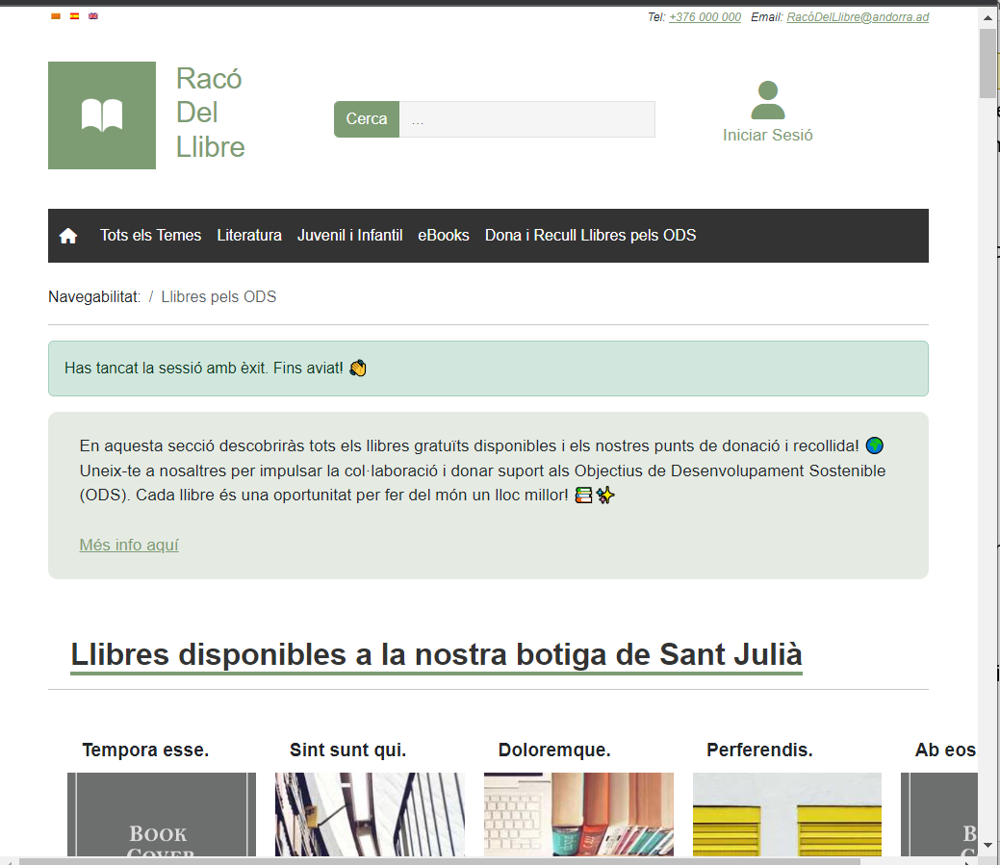 Tel: +376 000 000 Email: RacóDelLlibre@andorra.ad
Racó
Del
Llibre
Cerca ...
Iniciar Sesió
Tots els Temes Literatura Juvenil i Infantil eBooks Dona i Recull Llibres pels ODS
Navegabilitat: / Llibres pels ODS
Has tancat la sessió amb èxit. Fins aviat! 👏
En aquesta secció descobriràs tots els llibres gratuïts disponibles i els nostres punts de donació i recollida! 🌍
Uneix-te a nosaltres per impulsar la col·laboració i donar suport als Objectius de Desenvolupament Sostenible
(ODS). Cada llibre és una oportunitat per fer del món un lloc millor! 📚✨
Més info aquí
Llibres disponibles a la nostra botiga de Sant Julià
Tempora esse. Sint sunt qui. Doloremque. Perferendis. Ab eos
BOOK
COVER